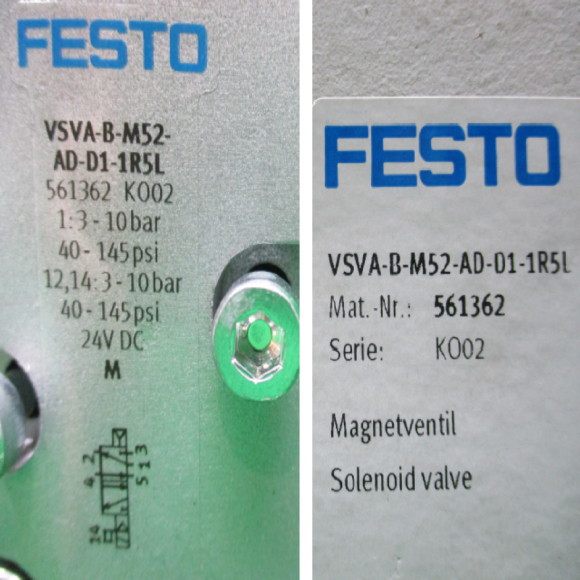 FESTO
VSVA-B-M52-
AD-D1-1R5L
561362 K002
1:3-10bar
40-145psi
12,14:3-10bar
40-145psi
24V DC
M
4 2
5 1 3
14
FESTO
VSVA-B-M52-AD-D1-1R5L
Mat.-Nr.: 561362
Serie: K002
Magnetventil
Solenoid valve